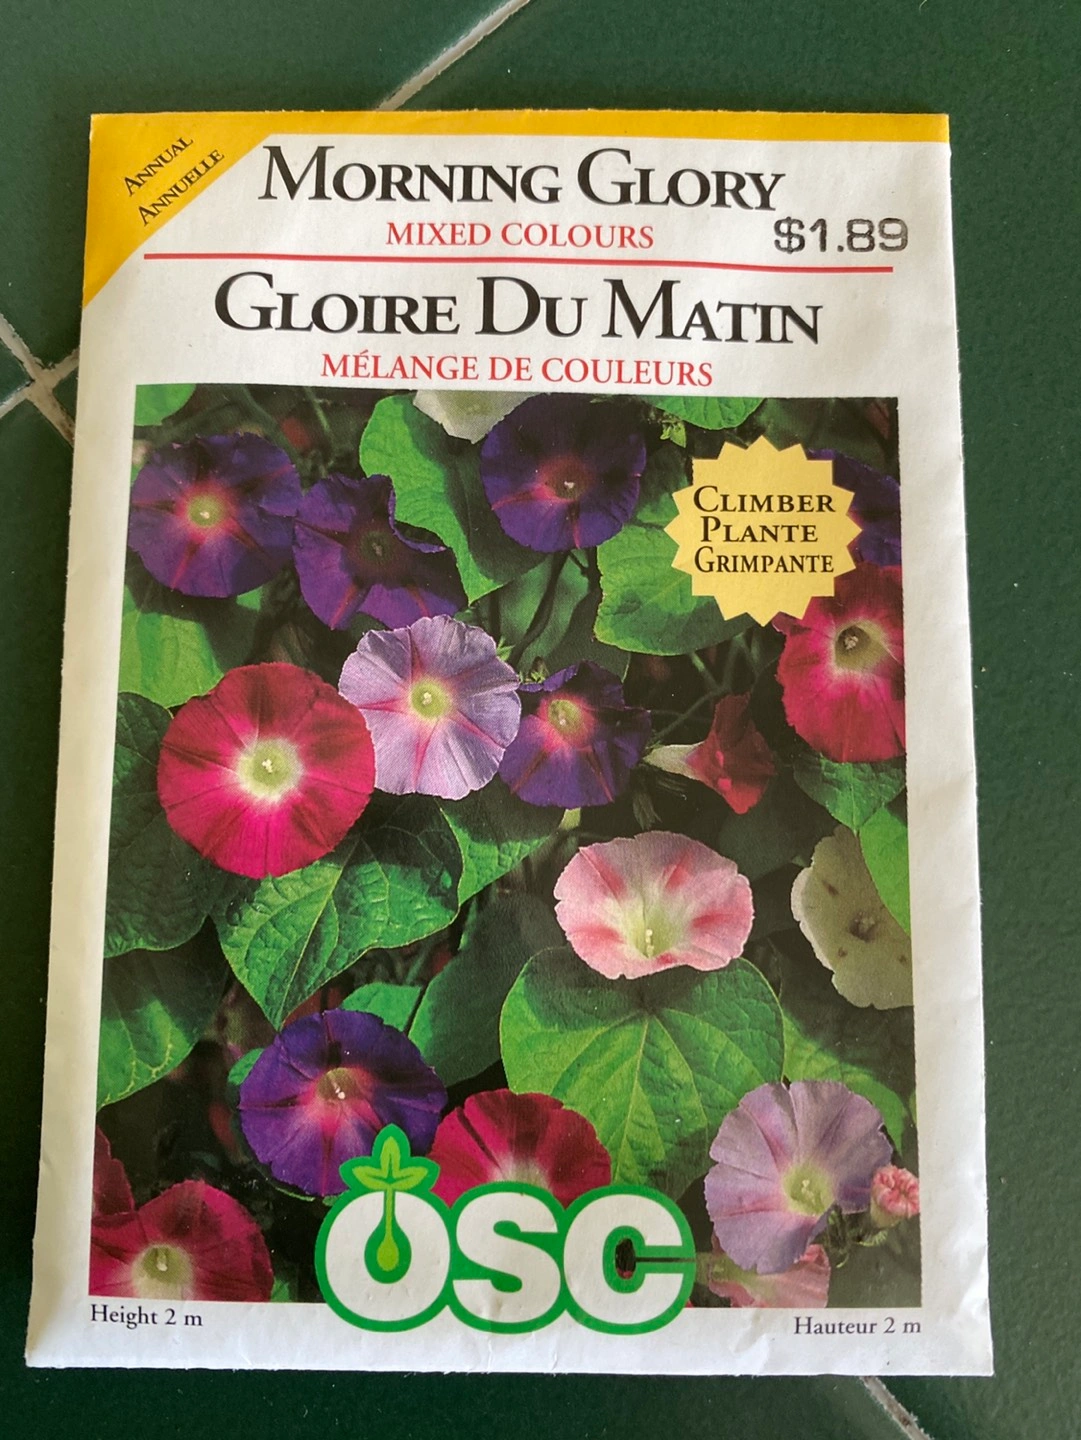 ANNUAL
ANNUELLE
MORNING GLORY
MIXED COLOURS
$1.89
GLOIRE DU MATIN
MÉLANGE DE COULEURS
CLIMBER
PLANTE
GRIMPANTE
OSC
Height 2 m
Hauteur 2 m